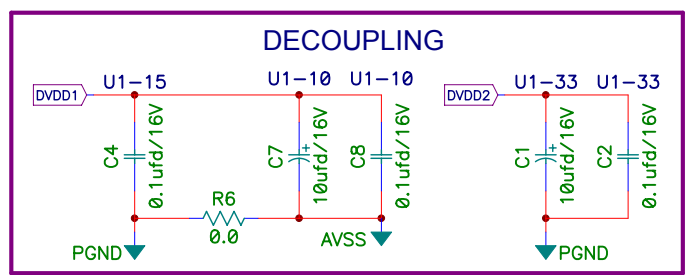 DECOUPLING
U1-15 U1-10 U1-10 U1-33 U1-33
DVDD1 DVDD2
C4 0.1ufd/16V C7 + 10ufd/16V C8 0.1ufd/16V C1 + 10ufd/16V C2 0.1ufd/16V
R6
0.0
PGND AVSS PGND